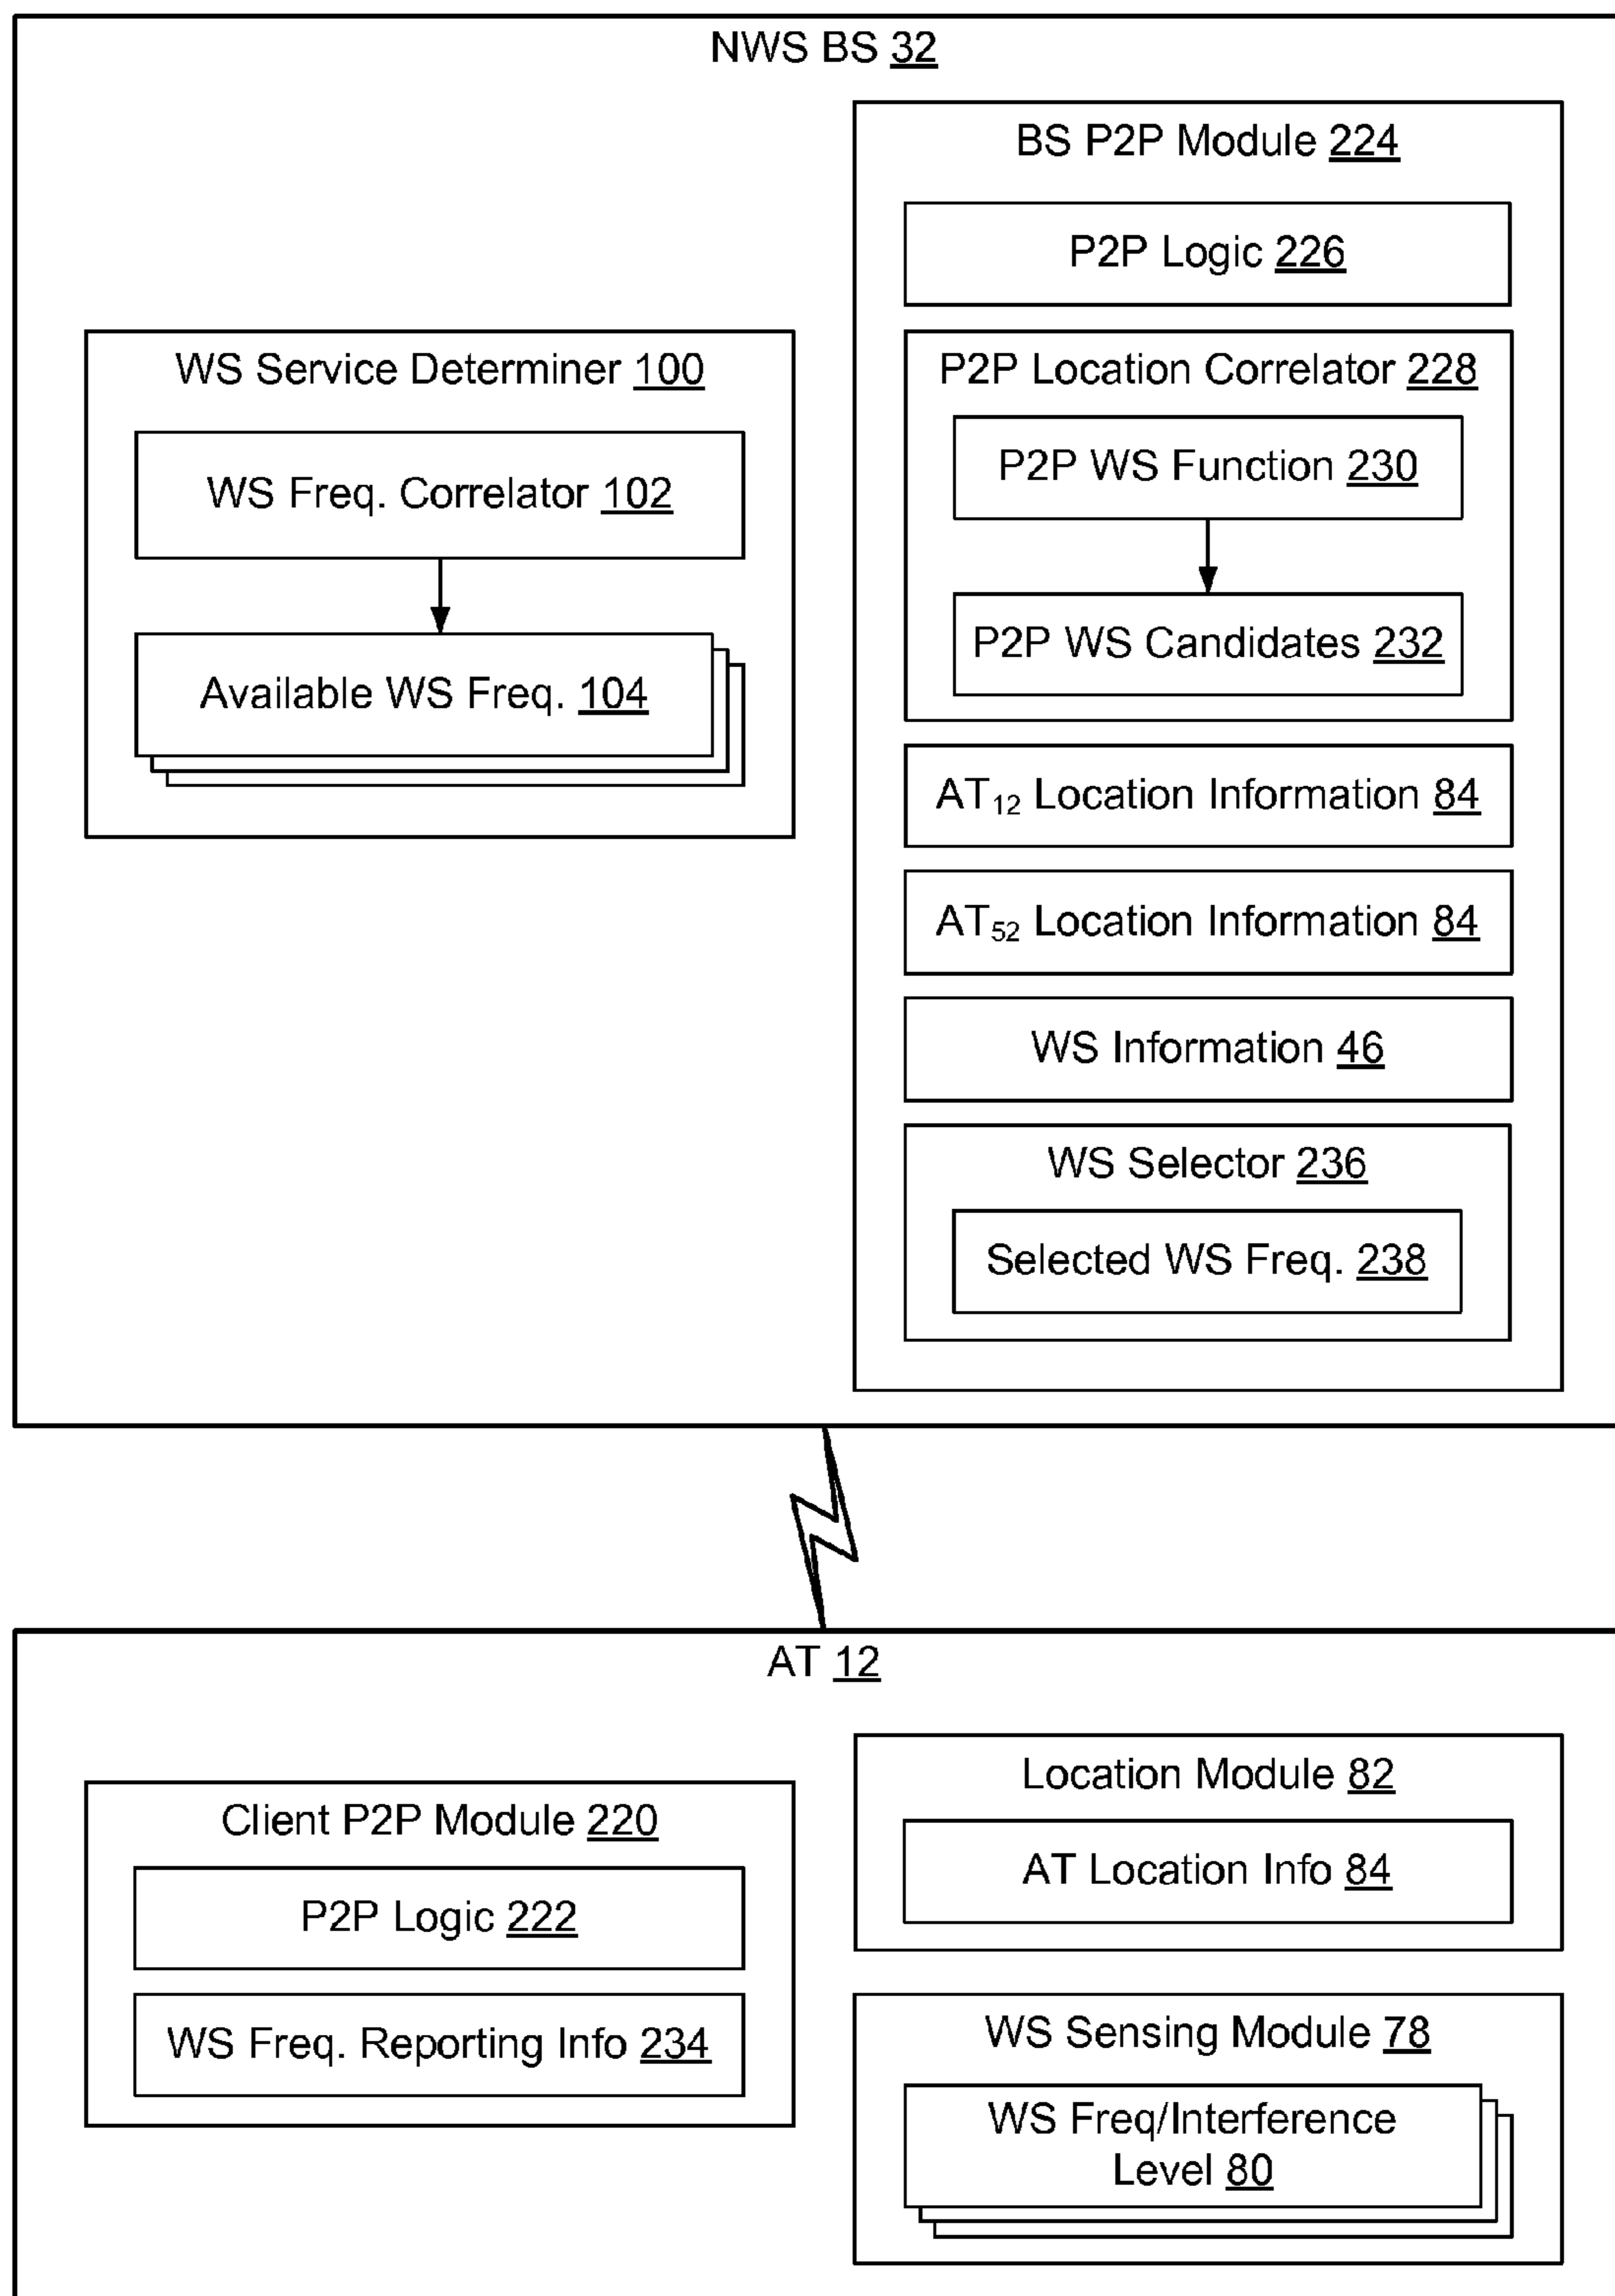 NWS BS 32
BS P2P Module 224
P2P Logic 226
WS Service Determiner 100
WS Freq. Correlator 102
Available WS Freq. 104
P2P Location Correlator 228
P2P WS Function 230
P2P WS Candidates 232
AT12 Location Information 84
AT52 Location Information 84
WS Information 46
WS Selector 236
Selected WS Freq. 238
AT 12
Client P2P Module 220
P2P Logic 222
WS Freq. Reporting Info 234
Location Module 82
AT Location Info 84
WS Sensing Module 78
WS Freq/Interference
Level 80